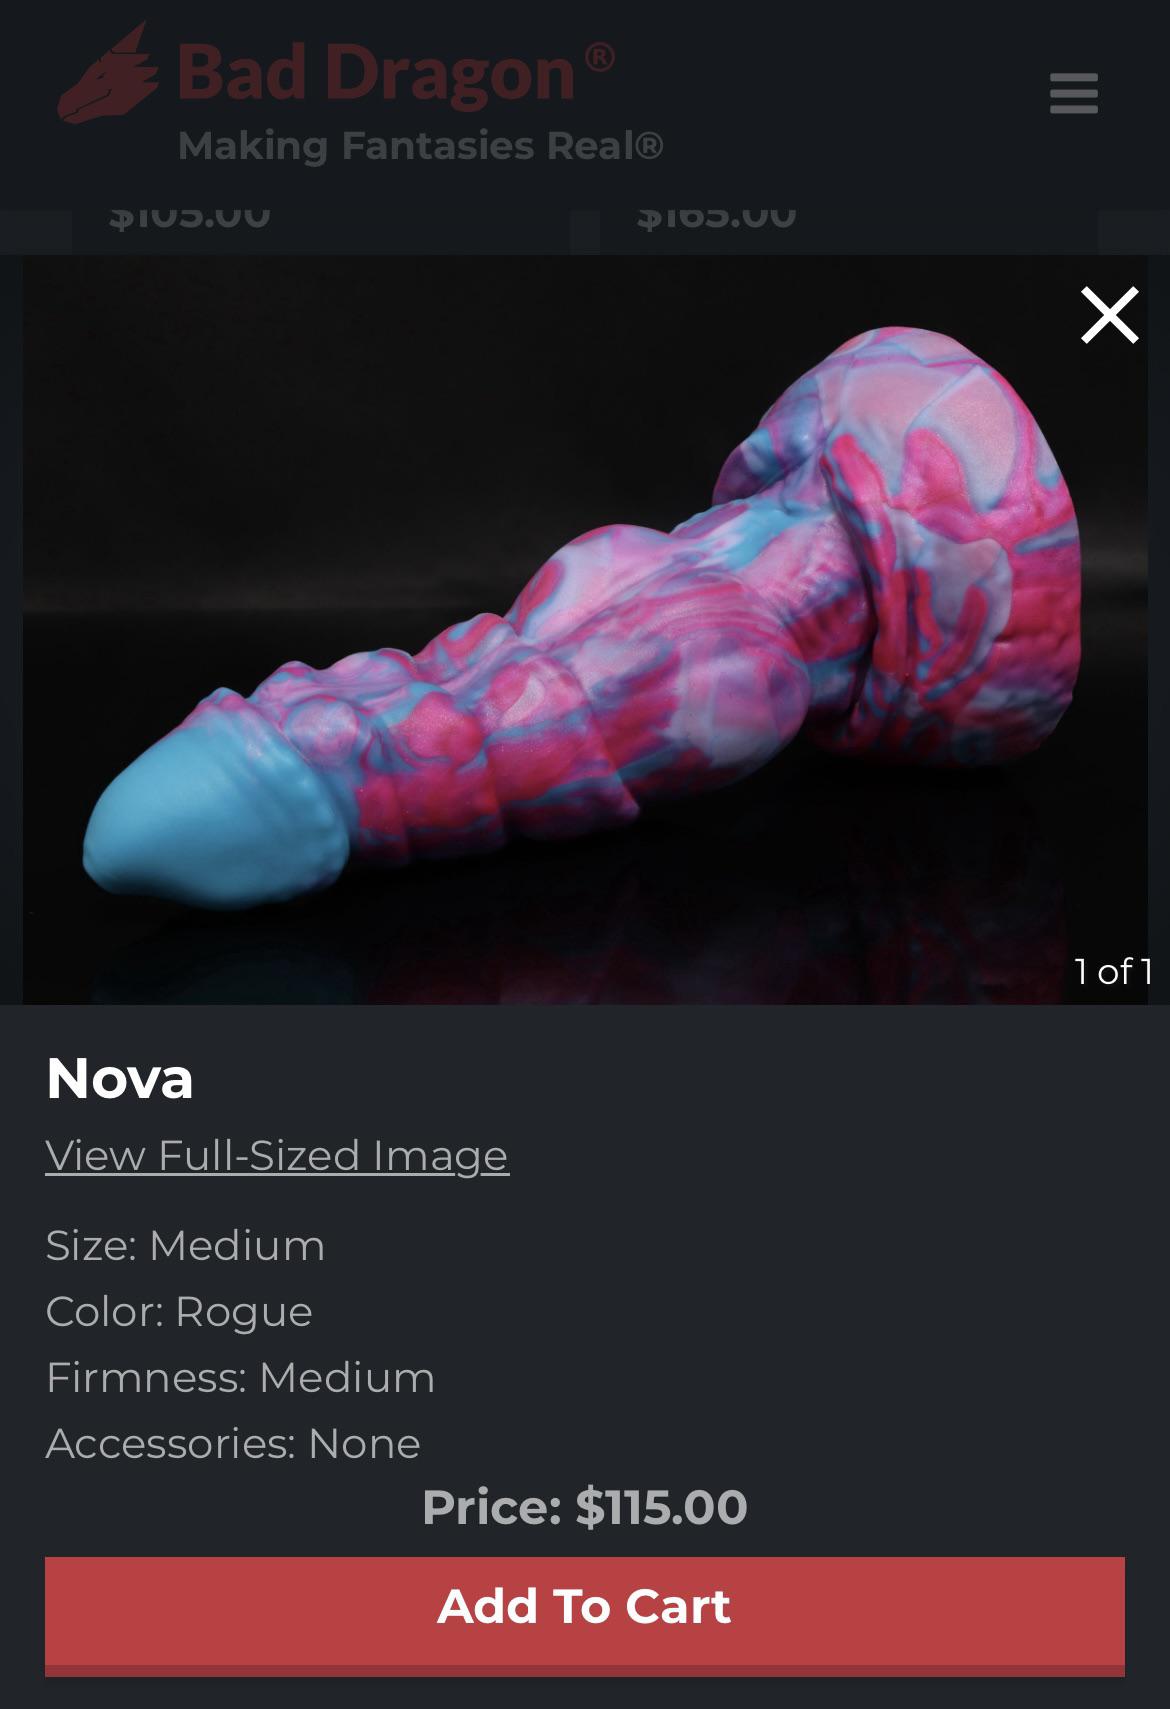 Bad Dragon®
Making Fantasies Real®
$105.00
$165.00
1 of 1
Nova
View Full-Sized Image
Size: Medium
Color: Rogue
Firmness: Medium
Accessories: None
Price: $115.00
Add To Cart